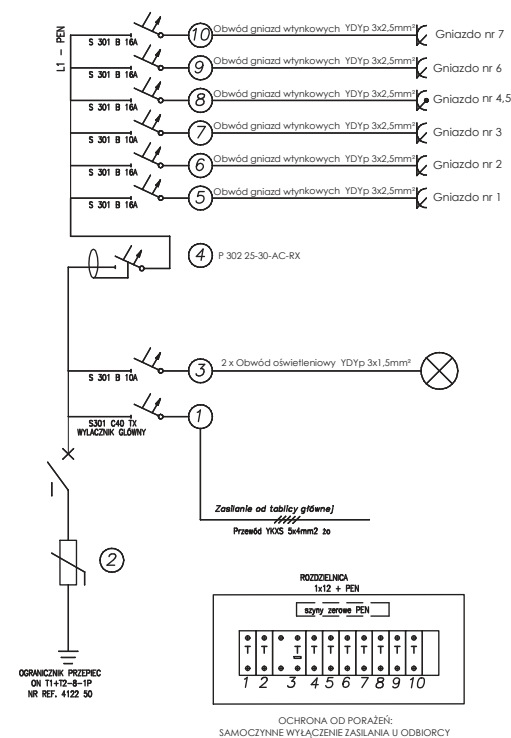 L1 - PEN
S 301 B 16A
10
Obwód gniazd wtynkowych YDYp 3x2,5mm²
Gniazdo nr 7
S 301 B 16A
9
Obwód gniazd wtynkowych YDYp 3x2,5mm²
Gniazdo nr 6
S 301 B 16A
8
Obwód gniazd wtynkowych YDYp 3x2,5mm²
Gniazdo nr 4,5
S 301 B 10A
7
Obwód gniazd wtynkowych YDYp 3x2,5mm²
Gniazdo nr 3
S 301 B 16A
6
Obwód gniazd wtynkowych YDYp 3x2,5mm²
Gniazdo nr 2
S 301 B 16A
5
Obwód gniazd wtynkowych YDYp 3x2,5mm²
Gniazdo nr 1
4
P 302 25-30-AC-RX
S 301 B 10A
3
2 x Obwód oświetleniowy YDYp 3x1,5mm²
S301 C40 TX
WYLACZNIK GLÓWNY
1
Zasilanie od tablicy głównej
Przewód YKXS 5x4mm2 żo
2
OGRANICZNIK PRZEPIEC
ON T1+T2-8-1P
NR REF. 4122 50
ROZDZIELNICA
1x12 + PEN
szyny zerowe PEN
T T T T T T T T T T
1 2 3 4 5 6 7 8 9 10
OCHRONA OD PORAŻEŃ:
SAMOCZYNNE WYŁĄCZENIE ZASILANIA U ODBIORCY